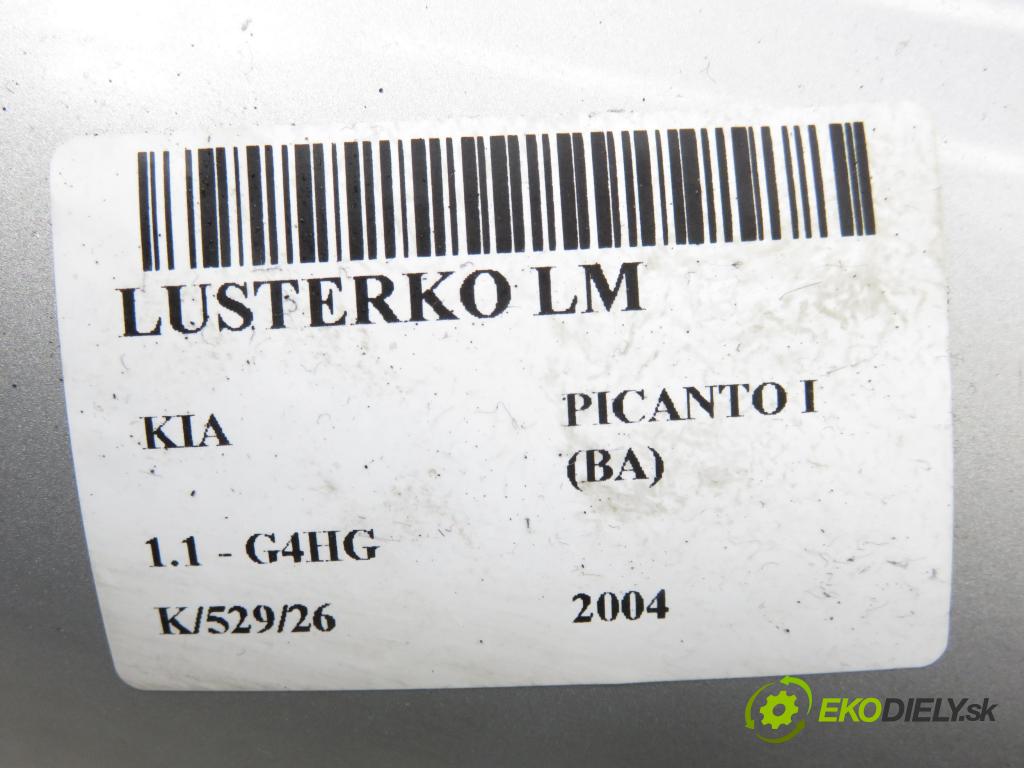 LUSTERKO LM
KIA
PICANTO I
(BA)
1.1 - G4HG
K/529/26
2004
EKODIELY.sk